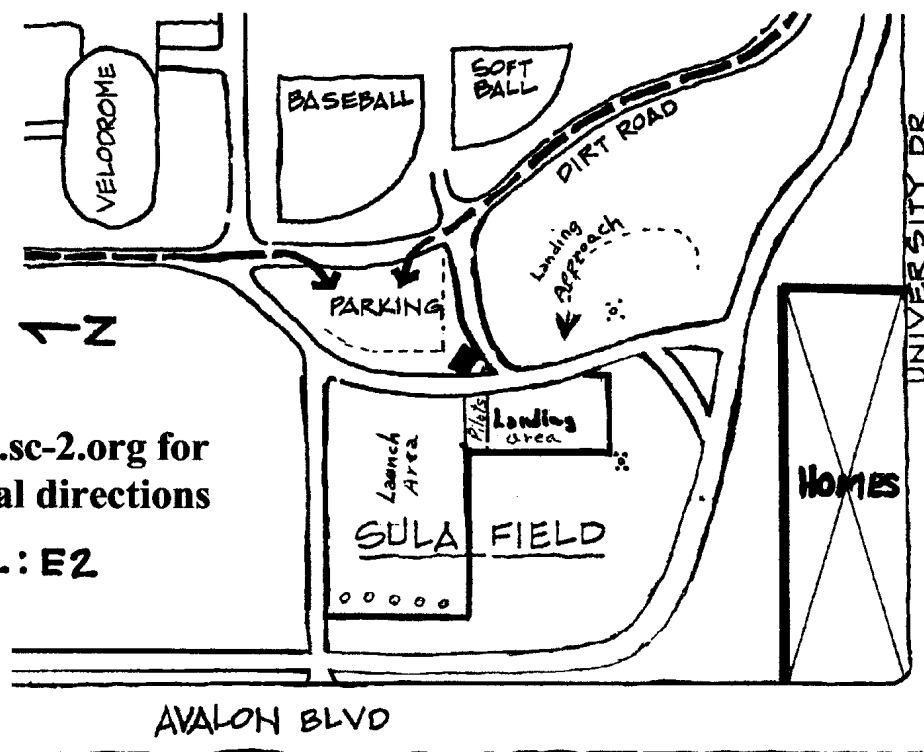 VELODROME
BASEBALL
SOFT
BALL
DIRT ROAD
UNIVERSITY DR
Landing
Approach
PARKING
N
.sc-2.org for
al directions
.: E2
Pilots
Landing
area
Launch
Area
HOMES
SULA FIELD
AVALON BLVD